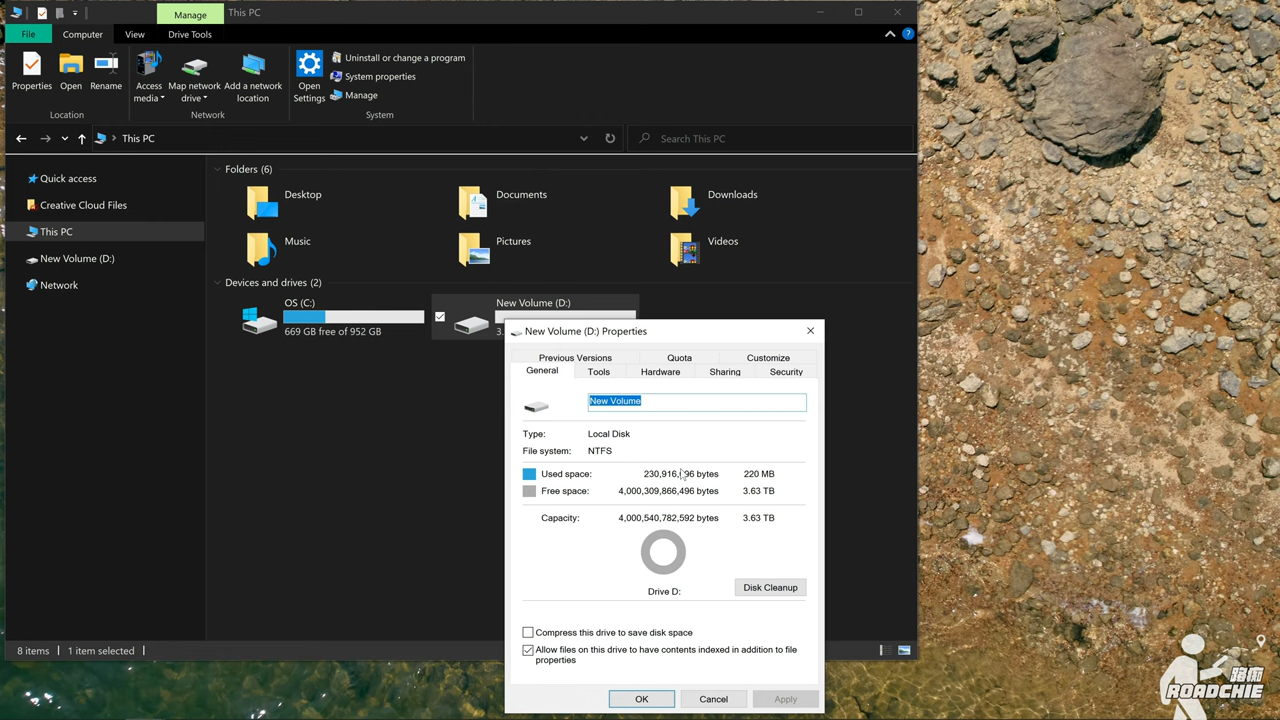 Manage
This PC
File
Computer
View
Drive Tools
Properties
Open
Rename
Access media
Map network drive
Add a network location
Open Settings
Uninstall or change a program
System properties
Manage
Location
Network
System
This PC
Search This PC
Quick access
Creative Cloud Files
This PC
New Volume (D:)
Network
Folders (6)
Desktop
Documents
Downloads
Music
Pictures
Videos
Devices and drives (2)
OS (C:)
669 GB free of 952 GB
New Volume (D:)
3.
New Volume (D:) Properties
Previous Versions
Quota
Customize
General
Tools
Hardware
Sharing
Security
New Volume
Type: Local Disk
File system: NTFS
Used space: bytes 220 MB
Free space: 4,000,309,866,496 bytes 3.63 TB
Capacity: 4,000,540,782,592 bytes 3.63 TB
Drive D:
Disk Cleanup
Compress this drive to save disk space
Allow files on this drive to have contents indexed in addition to file
properties
OK
Cancel
Apply
8 items
1 item selected
路術
ROADCHIE